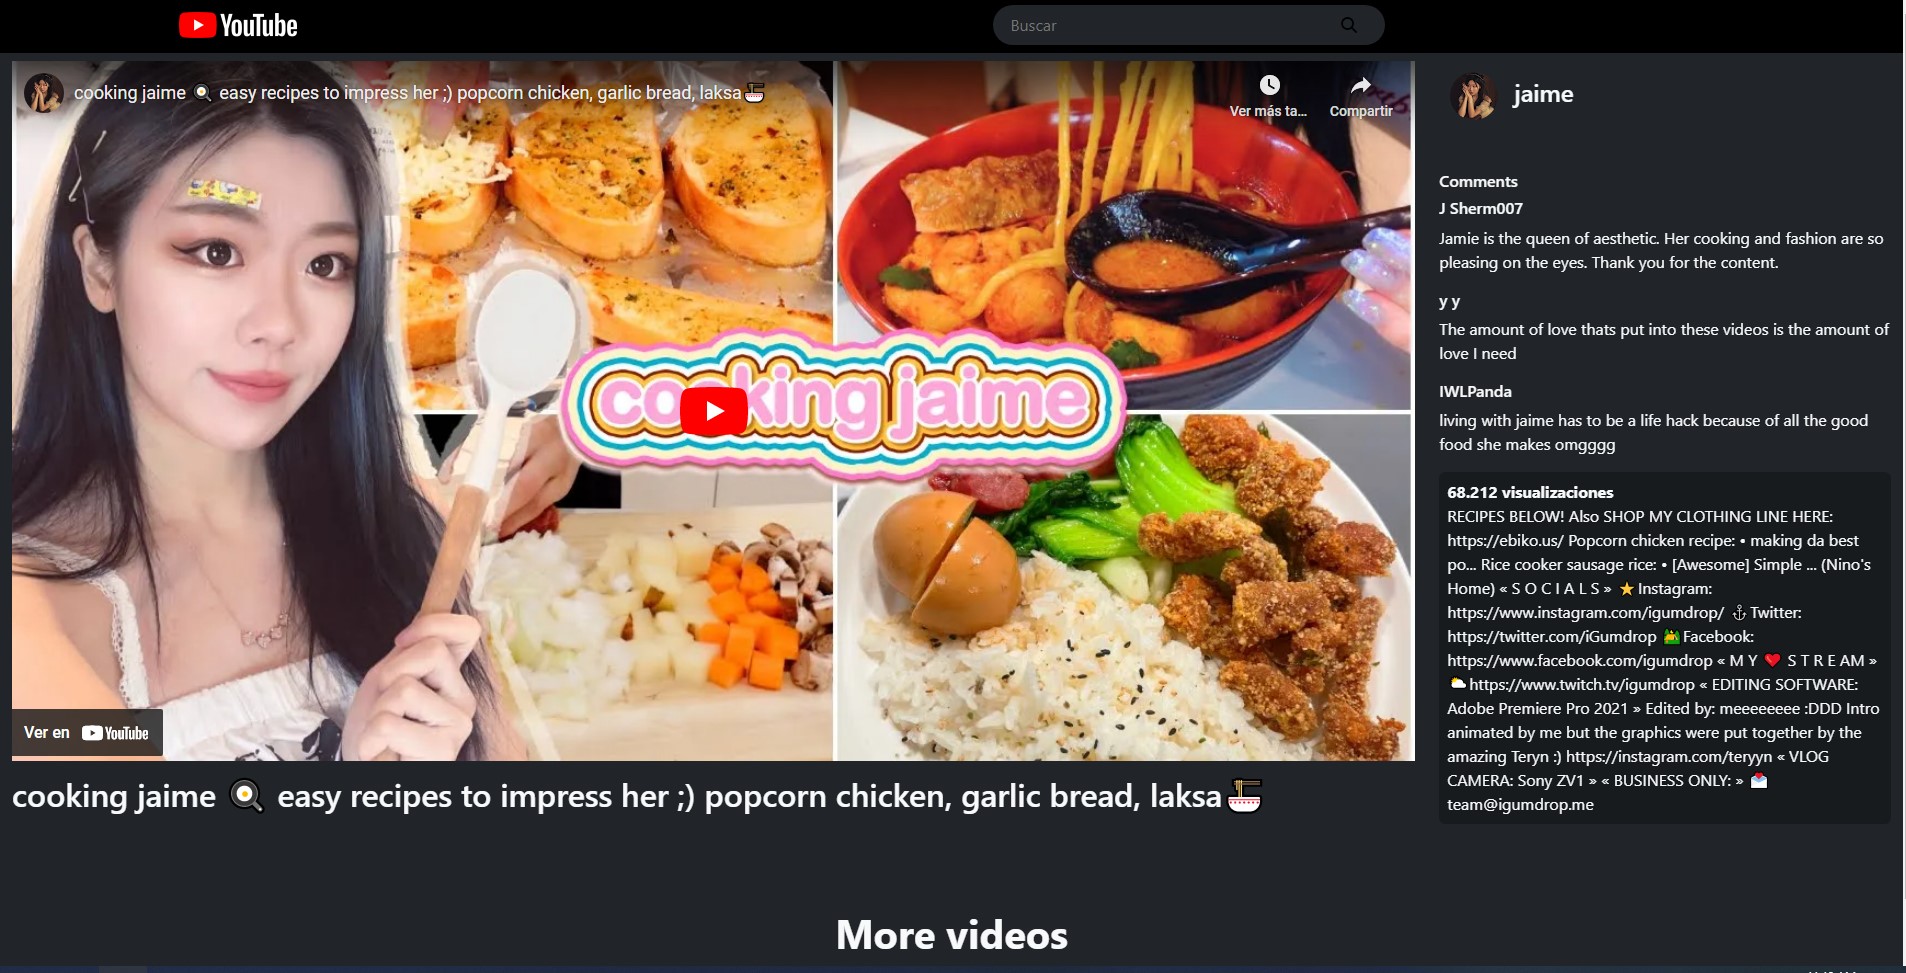 YouTube
Buscar
cooking jaime 🍳 easy recipes to impress her ;) popcorn chicken, garlic bread, laksa🍜
Ver más ta...
Compartir
cooking jaime
Ver en YouTube
cooking jaime 🍳 easy recipes to impress her ;) popcorn chicken, garlic bread, laksa🍜
jaime
Comments
J Sherm007
Jamie is the queen of aesthetic. Her cooking and fashion are so
pleasing on the eyes. Thank you for the content.
y y
The amount of love thats put into these videos is the amount of
love I need
IWLPanda
living with jaime has to be a life hack because of all the good
food she makes omgggg
68.212 visualizaciones
RECIPES BELOW! Also SHOP MY CLOTHING LINE HERE:
https://ebiko.us/ Popcorn chicken recipe: • making da best
po... Rice cooker sausage rice: • [Awesome] Simple ... (Nino's
Home) « S O C I A L S » ⭐Instagram:
https://www.instagram.com/igumdrop/ ⚓Twitter:
https://twitter.com/iGumdrop 🏕Facebook:
https://www.facebook.com/igumdrop « M Y ❤ S T R E AM »
⛅https://www.twitch.tv/igumdrop « EDITING SOFTWARE:
Adobe Premiere Pro 2021 » Edited by: meeeeeeee :DDD Intro
animated by me but the graphics were put together by the
amazing Teryn :) https://instagram.com/teryyn « VLOG
CAMERA: Sony ZV1 » « BUSINESS ONLY: » 💌
team@igumdrop.me
More videos